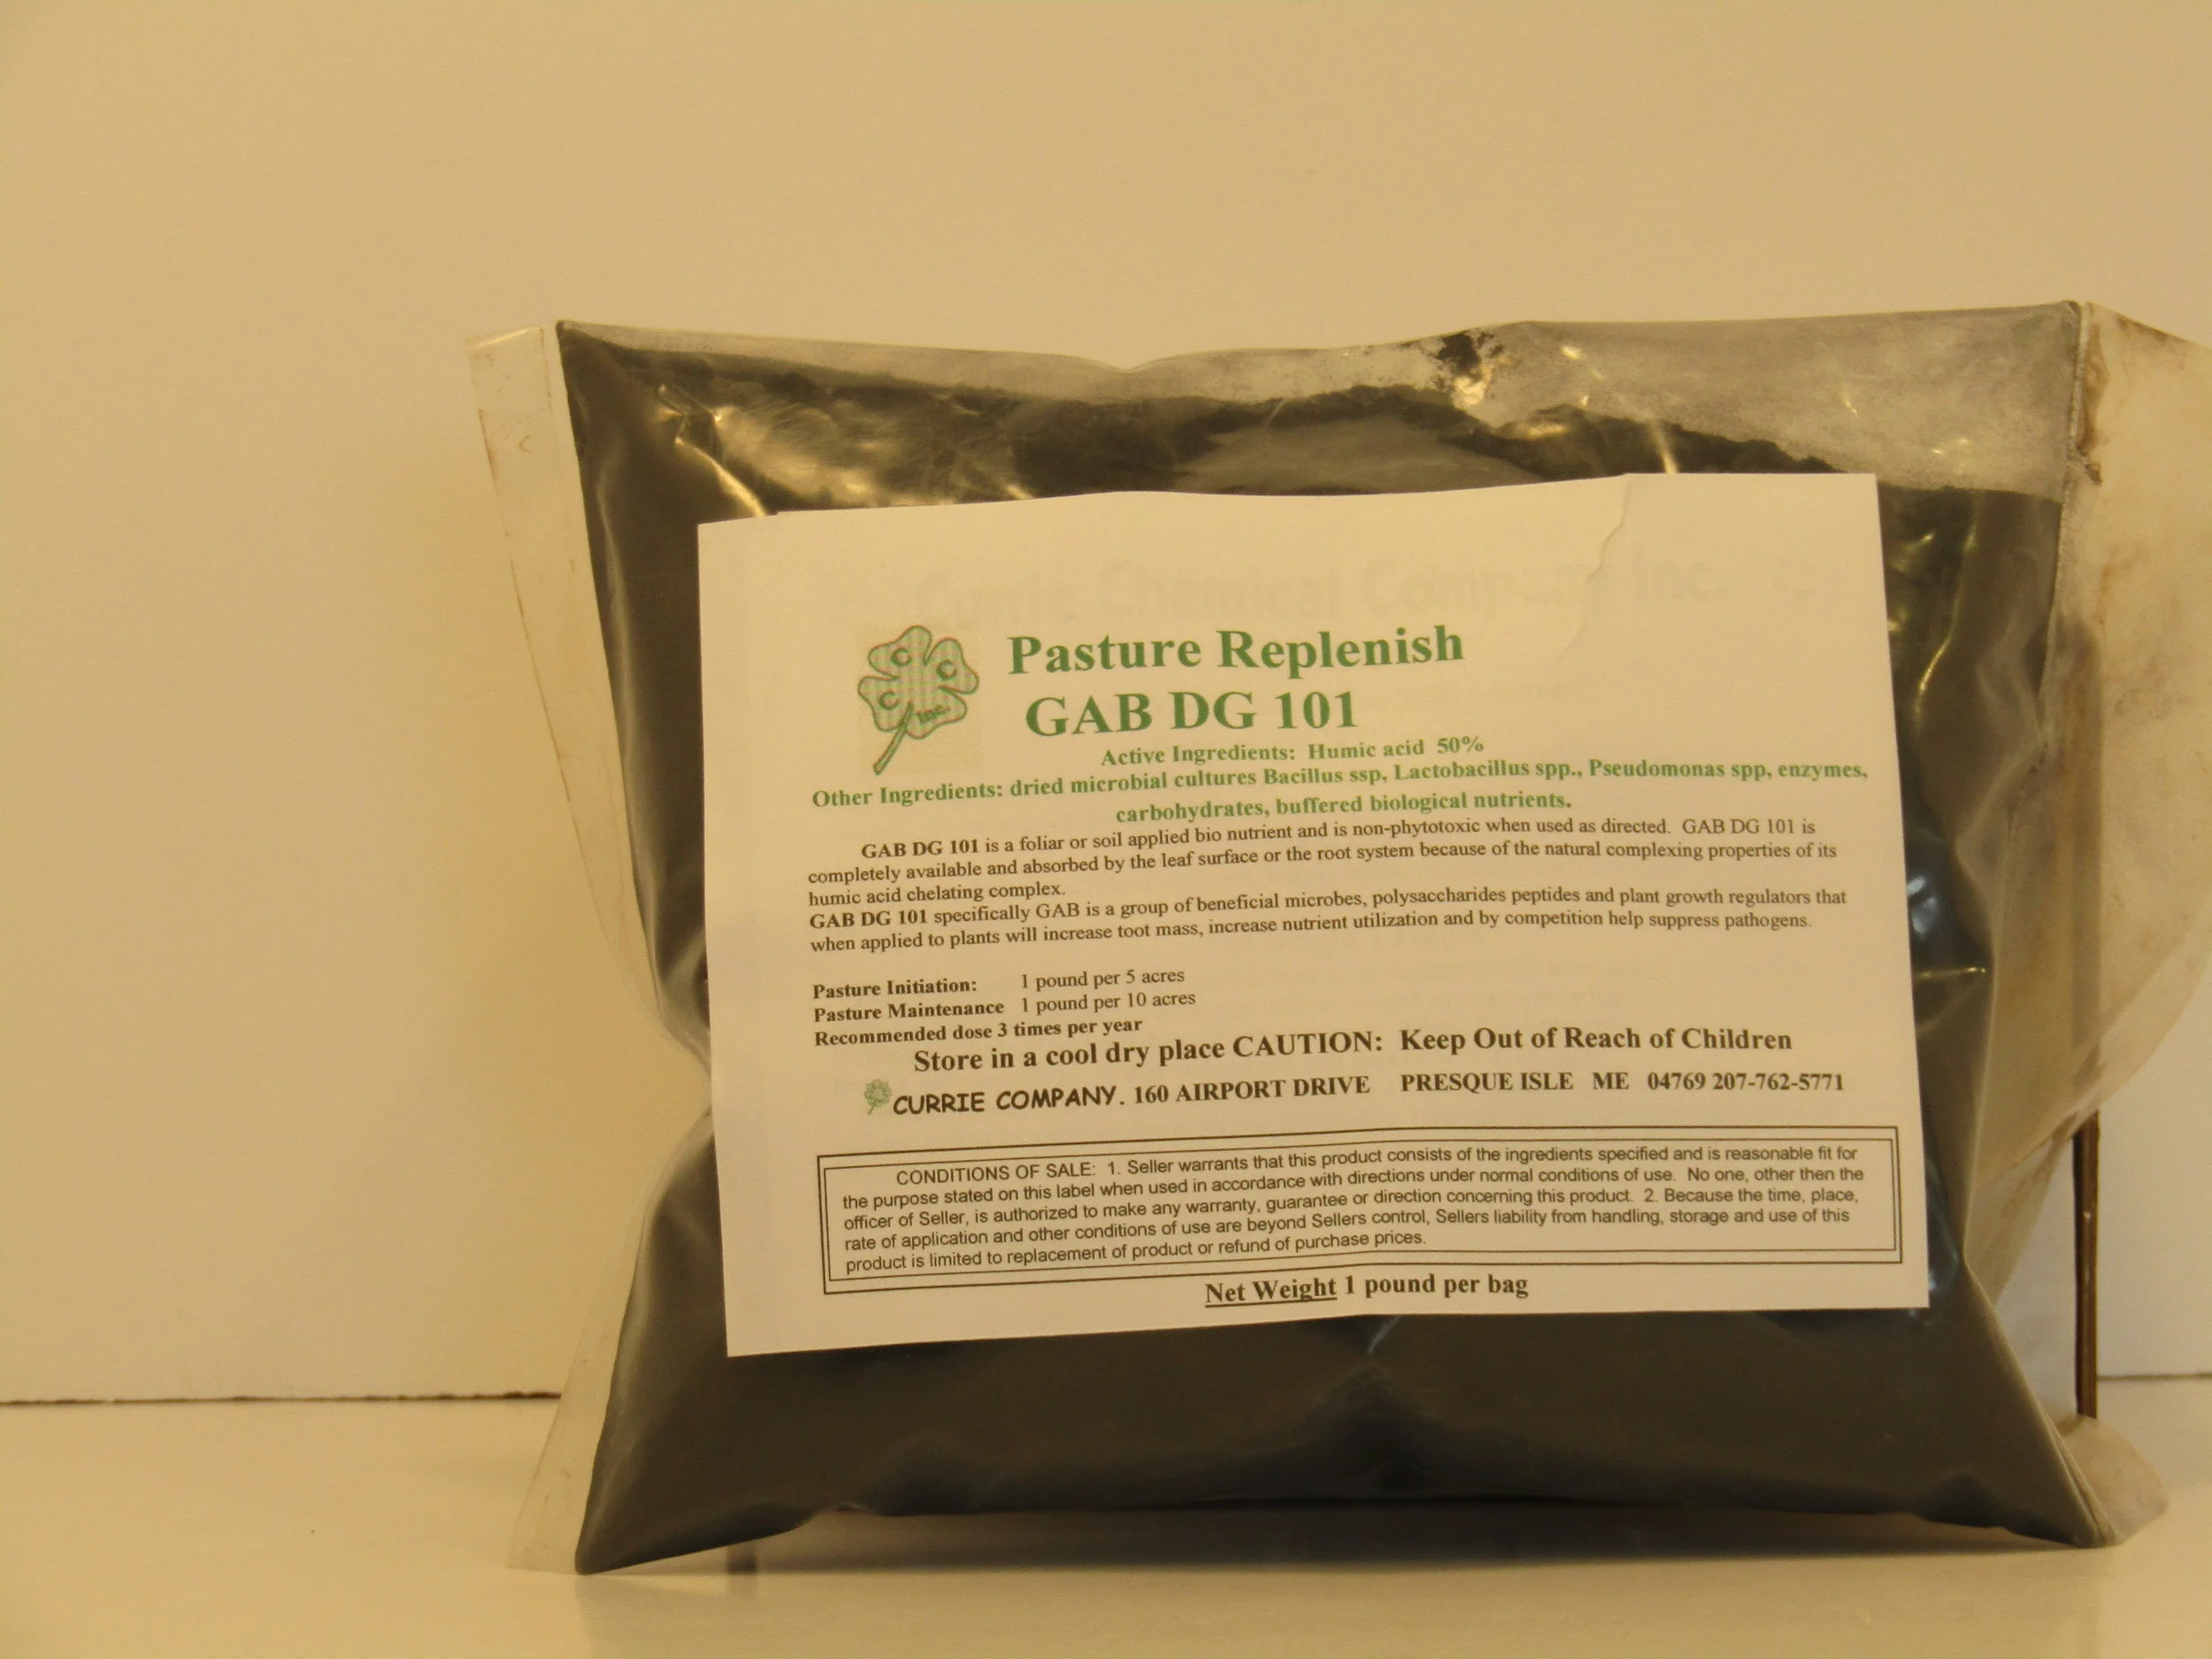 Currie Chemical Company Inc.
C C C Inc.
Pasture Replenish
GAB DG 101
Active Ingredients: Humic acid 50%
Other Ingredients: dried microbial cultures Bacillus ssp, Lactobacillus spp., Pseudomonas spp, enzymes,
carbohydrates, buffered biological nutrients.
GAB DG 101 is a foliar or soil applied bio nutrient and is non-phytotoxic when used as directed. GAB DG 101 is
completely available and absorbed by the leaf surface or the root system because of the natural complexing properties of its
humic acid chelating complex.
GAB DG 101 specifically GAB is a group of beneficial microbes, polysaccharides peptides and plant growth regulators that
when applied to plants will increase toot mass, increase nutrient utilization and by competition help suppress pathogens.
Pasture Initiation: 1 pound per 5 acres
Pasture Maintenance 1 pound per 10 acres
Recommended dose 3 times per year
Store in a cool dry place CAUTION: Keep Out of Reach of Children
CURRIE COMPANY. 160 AIRPORT DRIVE PRESQUE ISLE ME 04769 207-762-5771
CONDITIONS OF SALE: 1. Seller warrants that this product consists of the ingredients specified and is reasonable fit for
the purpose stated on this label when used in accordance with directions under normal conditions of use. No one, other then the
officer of Seller, is authorized to make any warranty, guarantee or direction concerning this product. 2. Because the time, place,
rate of application and other conditions of use are beyond Sellers control, Sellers liability from handling, storage and use of this
product is limited to replacement of product or refund of purchase prices.
Net Weight 1 pound per bag